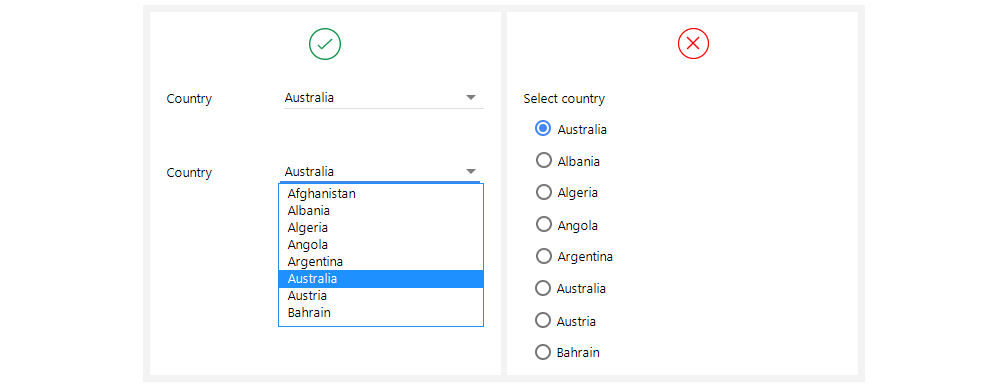 Country
Australia
Country
Australia
Afghanistan
Albania
Algeria
Angola
Argentina
Australia
Austria
Bahrain
Select country
Australia
Albania
Algeria
Angola
Argentina
Australia
Austria
Bahrain